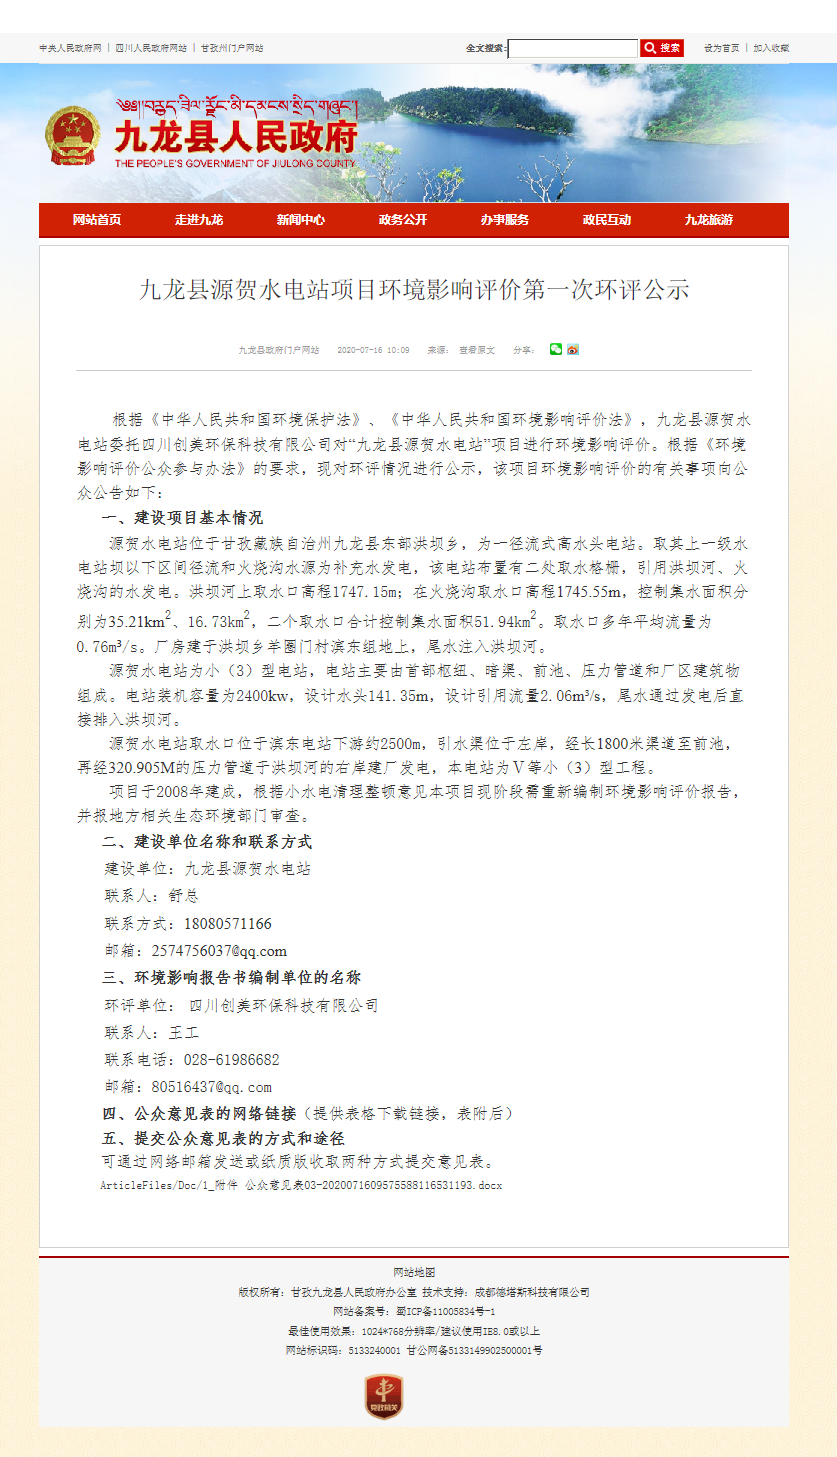 中央人民政府网 | 四川人民政府网站 | 甘孜州门户网站
全文搜索: 搜索 设为首页 | 加入收藏
九龙县人民政府
THE PEOPLE'S GOVERNMENT OF JIULONG COUNTY
网站首页 走进九龙 新闻中心 政务公开 办事服务 政民互动 九龙旅游
九龙县源贺水电站项目环境影响评价第一次环评公示
九龙县政府门户网站 2020-07-16 10:09 来源： 查看原文 分享：
根据《中华人民共和国环境保护法》、《中华人民共和国环境影响评价法》，九龙县源贺水
电站委托四川创美环保科技有限公司对“九龙县源贺水电站”项目进行环境影响评价。根据《环境
影响评价公众参与办法》的要求，现对环评情况进行公示，该项目环境影响评价的有关事项向公
众公告如下：
一、建设项目基本情况
源贺水电站位于甘孜藏族自治州九龙县东部洪坝乡，为一径流式高水头电站。取其上一级水
电站坝以下区间径流和火烧沟水源为补充水发电，该电站布置有二处取水格栅，引用洪坝河、火
烧沟的水发电。洪坝河上取水口高程1747.15m；在火烧沟取水口高程1745.55m，控制集水面积分
别为35.21km²、16.73km²，二个取水口合计控制集水面积51.94km²。取水口多年平均流量为
0.76m³/s。厂房建于洪坝乡羊圈门村滨东组地上，尾水注入洪坝河。
源贺水电站为小（3）型电站，电站主要由首部枢纽、暗渠、前池、压力管道和厂区建筑物
组成。电站装机容量为2400kw，设计水头141.35m，设计引用流量2.06m³/s，尾水通过发电后直
接排入洪坝河。
源贺水电站取水口位于滨东电站下游约2500m，引水渠位于左岸，经长1800米渠道至前池，
再经320.905M的压力管道于洪坝河的右岸建厂发电，本电站为Ⅴ等小（3）型工程。
项目于2008年建成，根据小水电清理整顿意见本项目现阶段需重新编制环境影响评价报告，
并报地方相关生态环境部门审查。
二、建设单位名称和联系方式
建设单位：九龙县源贺水电站
联系人：舒总
联系方式：18080571166
邮箱：2574756037@qq.com
三、环境影响报告书编制单位的名称
环评单位： 四川创美环保科技有限公司
联系人：王工
联系电话：028-61986682
邮箱：80516437@qq.com
四、公众意见表的网络链接（提供表格下载链接，表附后）
五、提交公众意见表的方式和途径
可通过网络邮箱发送或纸质版收取两种方式提交意见表。
ArticleFiles/Doc/1_附件 公众意见表03-2020071609575588116531193.docx
网站地图
版权所有：甘孜九龙县人民政府办公室 技术支持：成都德塔斯科技有限公司
网站备案号：蜀ICP备11005834号-1
最佳使用效果：1024*768分辨率/建议使用IE8.0或以上
网站标识码：5133240001 甘公网备5133149902500001号
党政机关